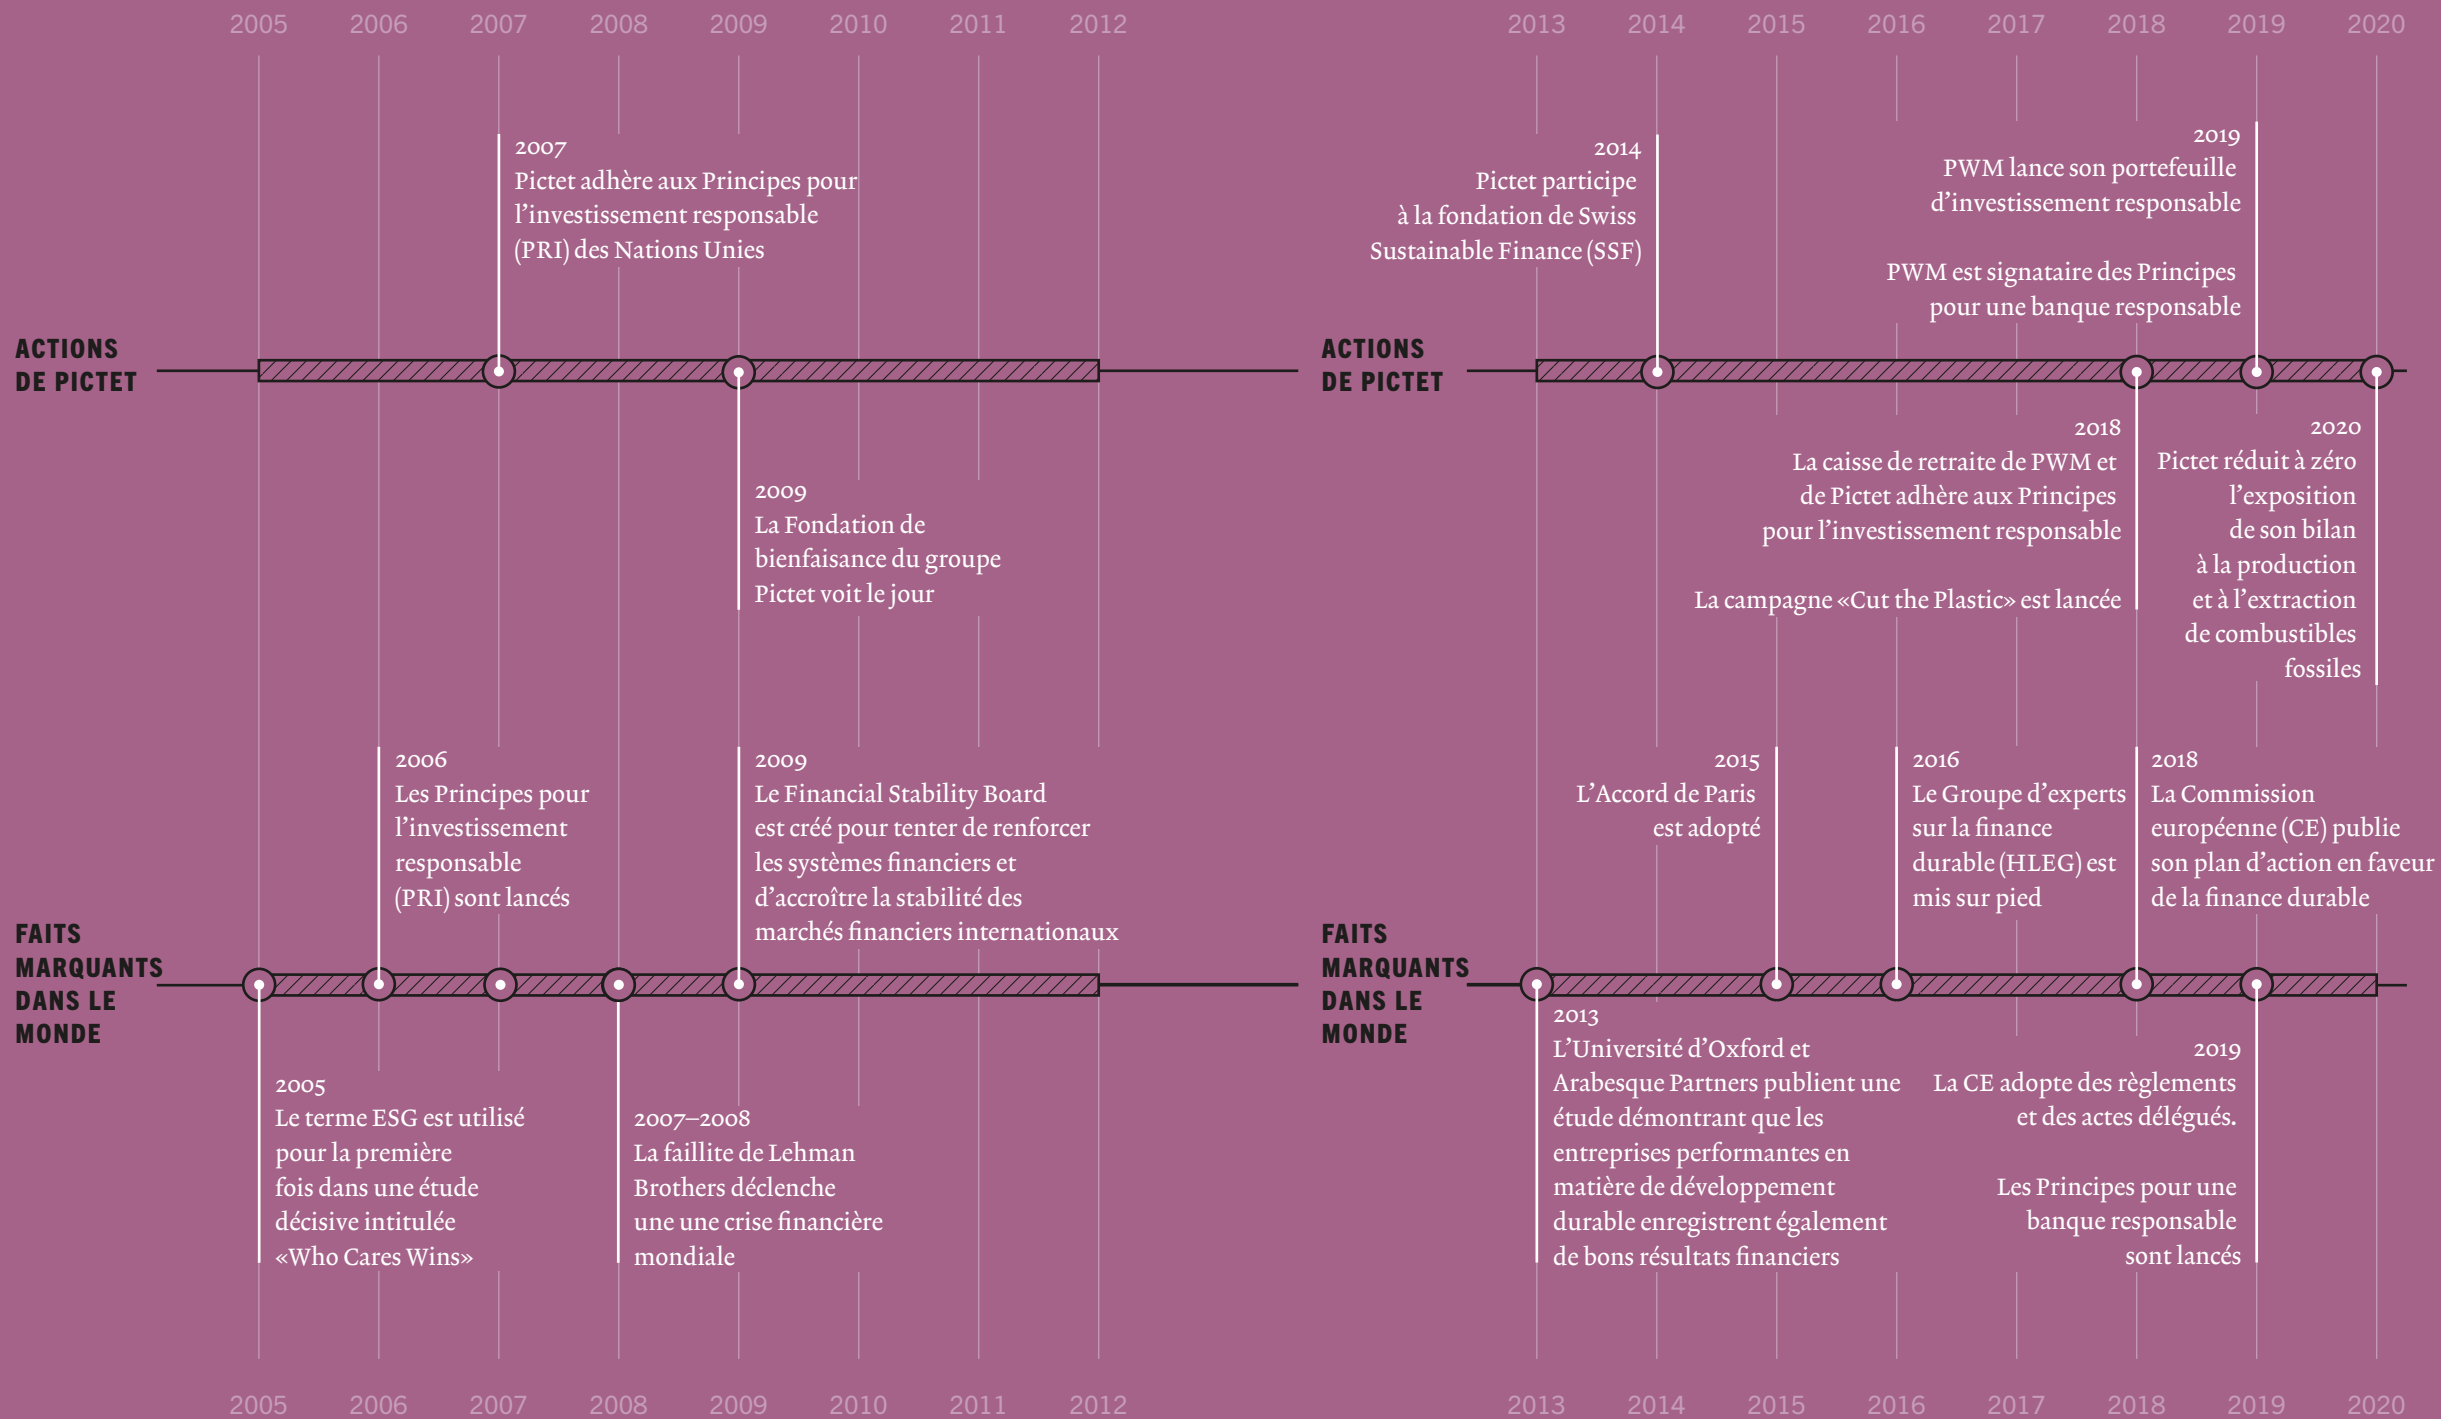 2005 2006 2007 2008 2009 2010 2011 2012 2013 2014 2015 2016 2017 2018 2019 2020
ACTIONS
DE PICTET
2007
Pictet adhère aux Principes pour
l’investissement responsable
(PRI) des Nations Unies
2009
La Fondation de
bienfaisance du groupe
Pictet voit le jour
ACTIONS
DE PICTET
2014
Pictet participe
à la fondation de Swiss
Sustainable Finance (SSF)
2019
PWM lance son portefeuille
d’investissement responsable
PWM est signataire des Principes
pour une banque responsable
2018
La caisse de retraite de PWM et
de Pictet adhère aux Principes
pour l’investissement responsable
La campagne «Cut the Plastic» est lancée
2020
Pictet réduit à zéro
l’exposition
de son bilan
à la production
et à l’extraction
de combustibles
fossiles
FAITS
MARQUANTS
DANS LE
MONDE
2006
Les Principes pour
l’investissement
responsable
(PRI) sont lancés
2009
Le Financial Stability Board
est créé pour tenter de renforcer
les systèmes financiers et
d’accroître la stabilité des
marchés financiers internationaux
2005
Le terme ESG est utilisé
pour la première
fois dans une étude
décisive intitulée
«Who Cares Wins»
2007–2008
La faillite de Lehman
Brothers déclenche
une une crise financière
mondiale
FAITS
MARQUANTS
DANS LE
MONDE
2015
L’Accord de Paris
est adopté
2016
Le Groupe d’experts
sur la finance
durable (HLEG) est
mis sur pied
2018
La Commission
européenne (CE) publie
son plan d’action en faveur
de la finance durable
2013
L’Université d’Oxford et
Arabesque Partners publient une
étude démontrant que les
entreprises performantes en
matière de développement
durable enregistrent également
de bons résultats financiers
2019
La CE adopte des règlements
et des actes délégués.
Les Principes pour une
banque responsable
sont lancés
2005 2006 2007 2008 2009 2010 2011 2012 2013 2014 2015 2016 2017 2018 2019 2020